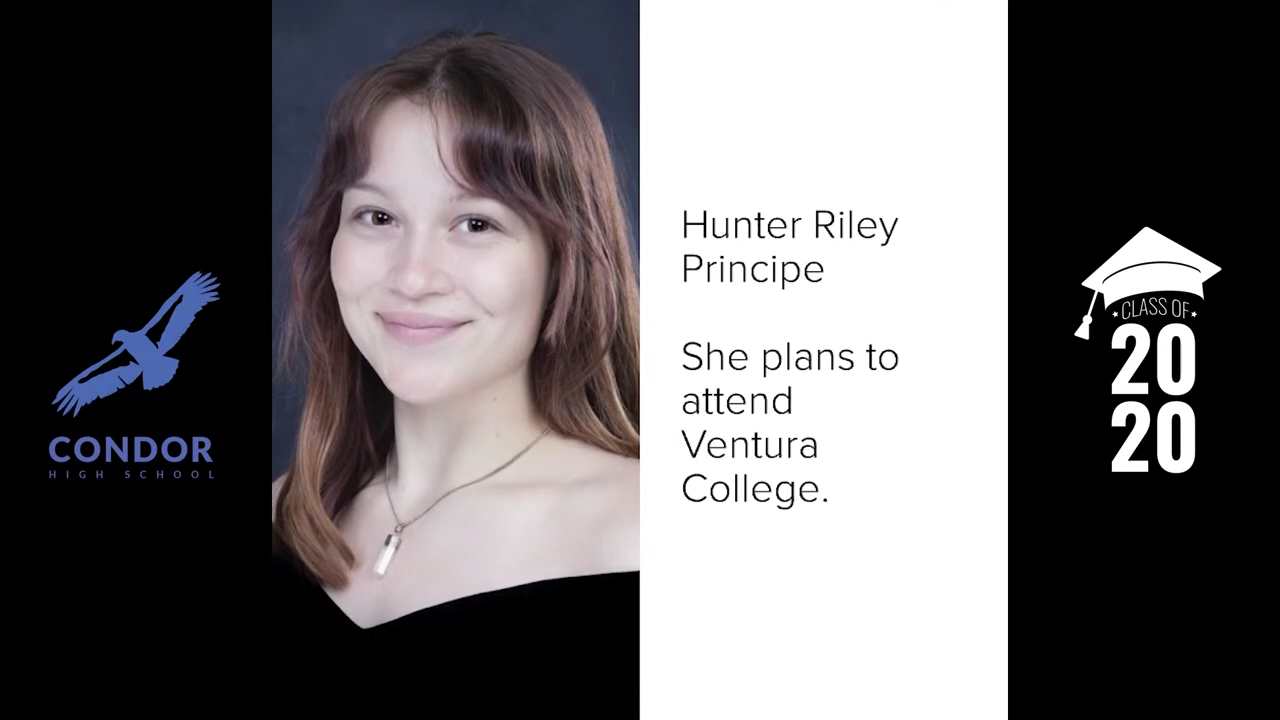 CONDOR
HIGH SCHOOL
Hunter Riley
Principe
She plans to
attend
Ventura
College.
★CLASS OF★
20
20